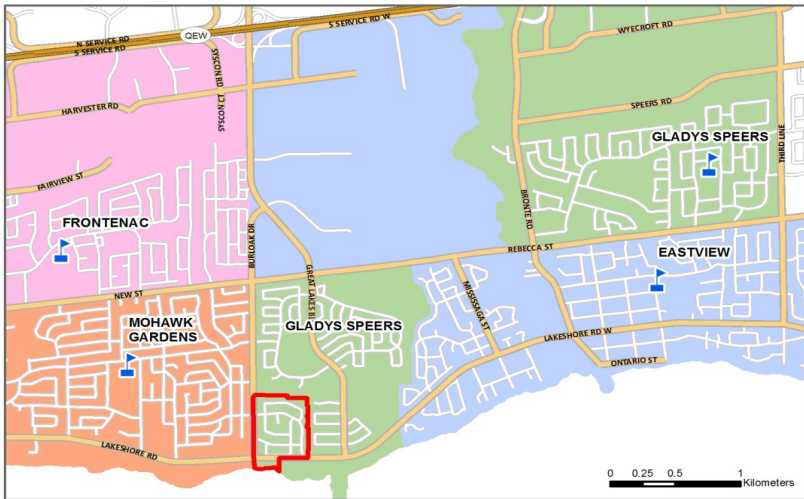 N SERVICE RD
S SERVICE RD
QEW
S SERVICE RD W
WYECROFT RD
SYSCON RD
SYSCON CT
HARVESTER RD
SPEERS RD
THIRD LINE
GLADYS SPEERS
FAIRVIEW ST
FRONTENAC
BURLOAK DR
BRONTE RD
REBECCA ST
EASTVIEW
NEW ST
GREAT LAKES BL
MISSISSAGA ST
MOHAWK
GARDENS
GLADYS SPEERS
LAKESHORE RD W
ONTARIO ST
LAKESHORE RD
0 0.25 0.5 1
Kilometers